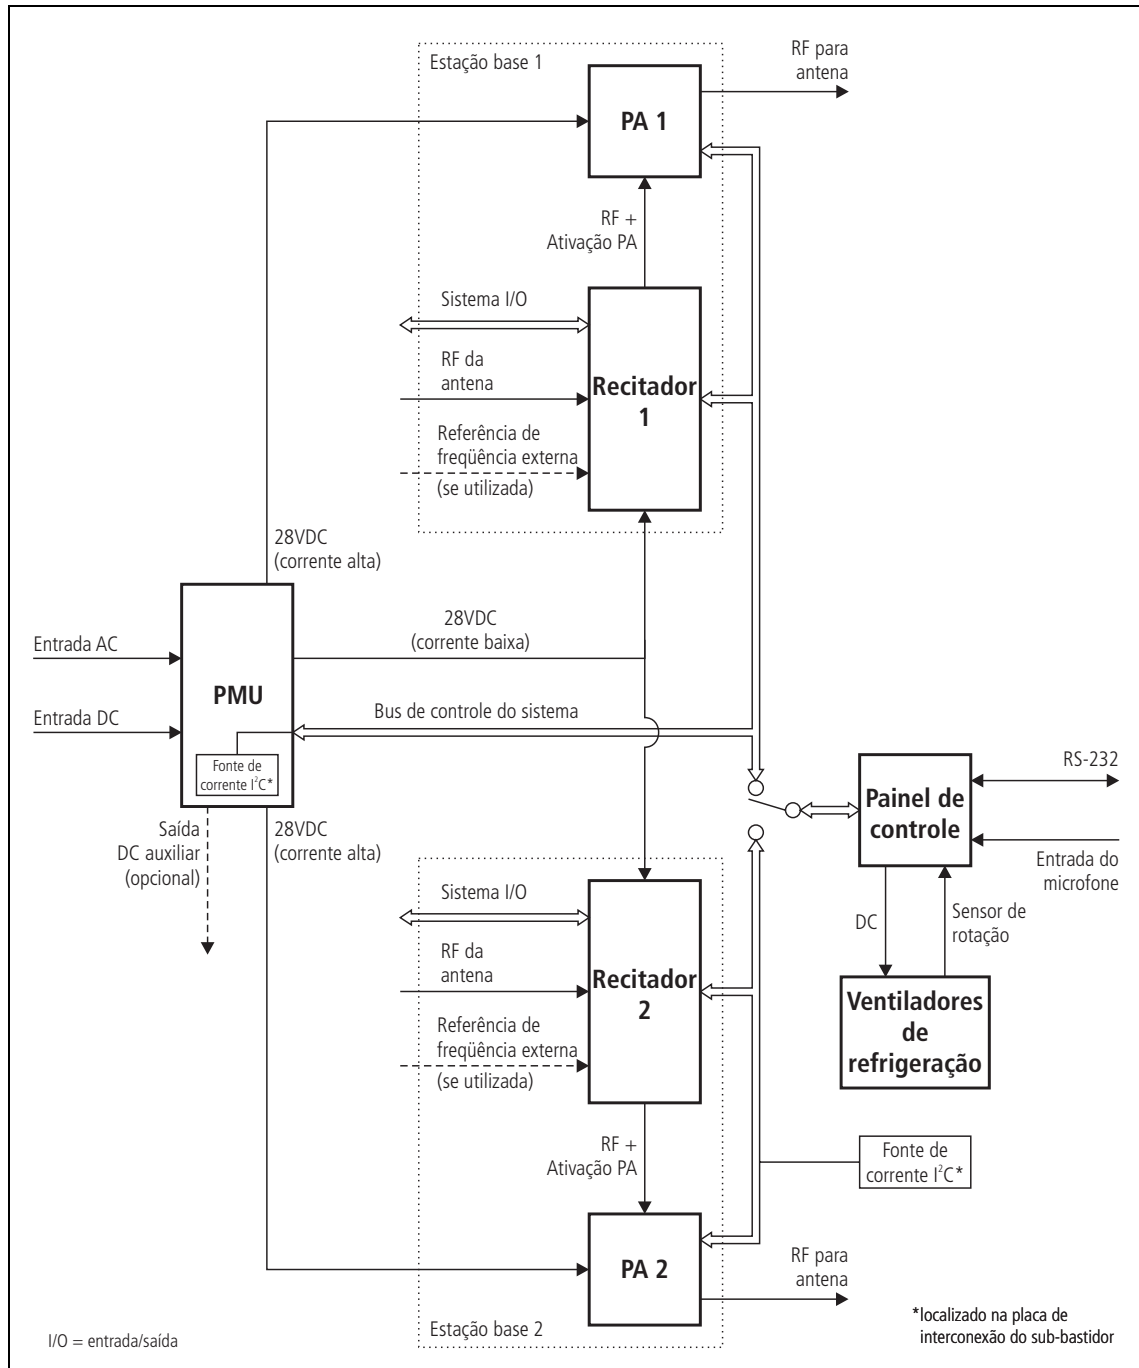 Estação base 1
RF para
antena
PA 1
RF +
Ativação PA
Sistema I/O
RF da
antena
Recitador
1
Referência de
freqüência externa
(se utilizada)
28VDC
(corrente alta)
28VDC
(corrente baixa)
Entrada AC
PMU
Entrada DC
Bus de controle do sistema
Fonte de
corrente I²C*
RS-232
Painel de
controle
Saída
DC auxiliar
(opcional)
28VDC
(corrente alta)
Entrada do
microfone
Sistema I/O
DC
Sensor de
rotação
RF da
antena
Recitador
2
Ventiladores
de
refrigeração
Referência de
freqüência externa
(se utilizada)
RF +
Ativação PA
Fonte de
corrente I²C*
PA 2
RF para
antena
Estação base 2
I/O = entrada/saída
*localizado na placa de
interconexão do sub-bastidor